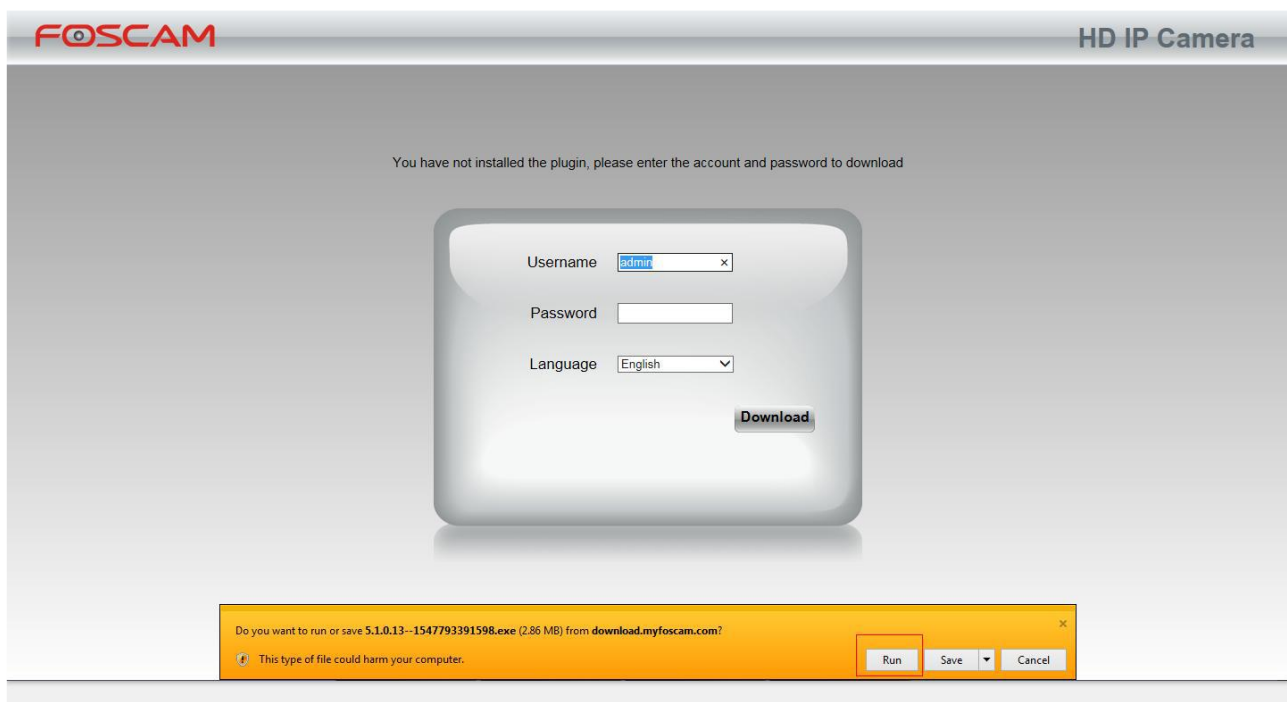 FOSCAM
HD IP Camera
You have not installed the plugin, please enter the account and password to download
Username admin ×
Password
Language English
Download
Do you want to run or save 5.1.0.13--1547793391598.exe (2.86 MB) from download.myfoscam.com? ×
This type of file could harm your computer.
Run Save Cancel